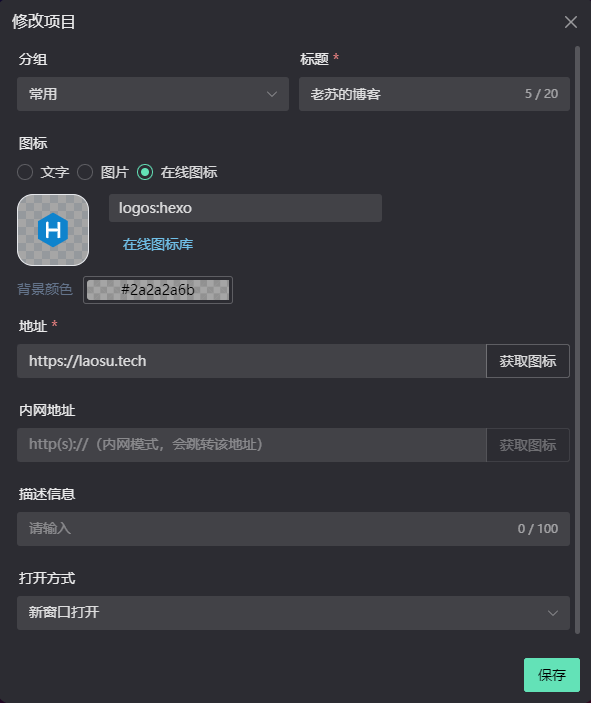 修改项目
分组
标题 *
常用
老苏的博客 5 / 20
图标
文字 图片 在线图标
H
logos:hexo
在线图标库
背景颜色 #2a2a2a6b
地址 *
https://laosu.tech 获取图标
内网地址
http(s)://（内网模式，会跳转该地址） 获取图标
描述信息
请输入 0 / 100
打开方式
新窗口打开
保存